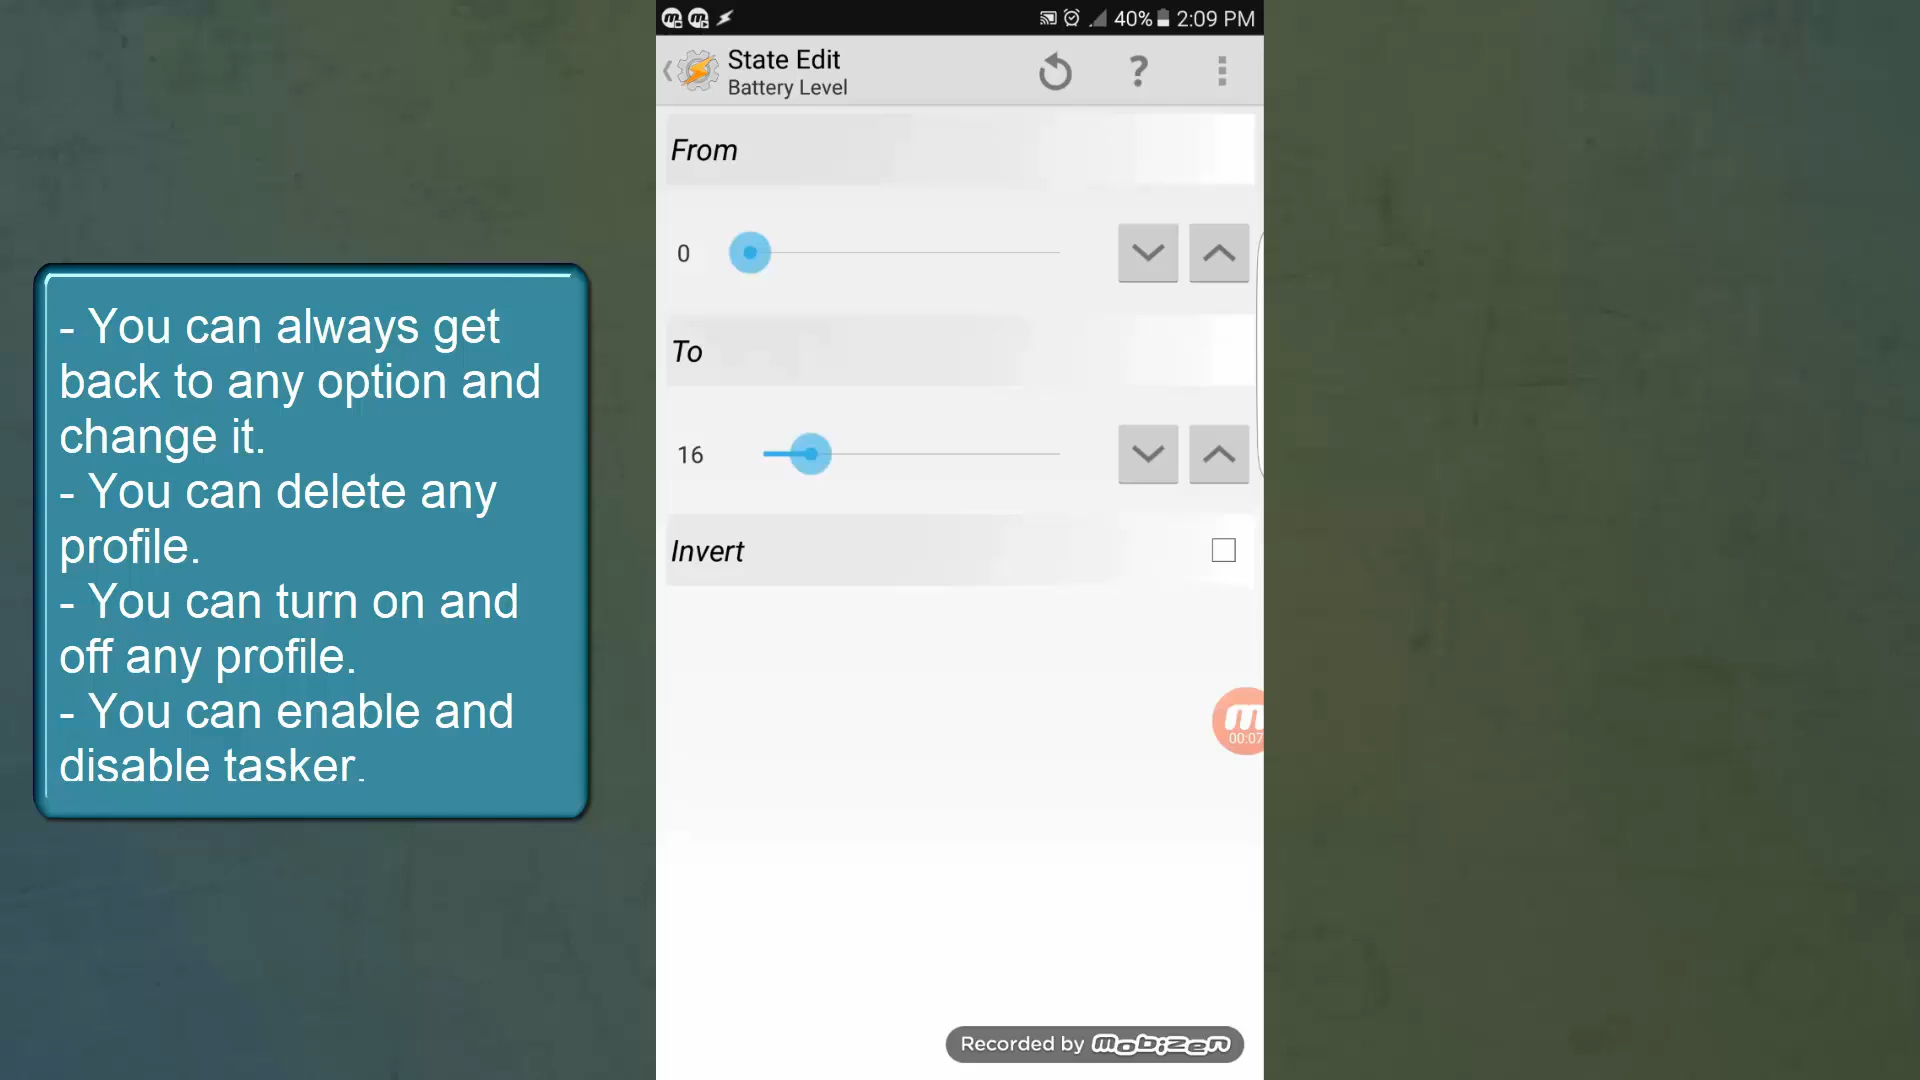 40% 2:09 PM
State Edit
Battery Level
From
0
To
16
Invert
- You can always get
back to any option and
change it.
- You can delete any
profile.
- You can turn on and
off any profile.
- You can enable and
disable tasker.
00:07
Recorded by mobizen